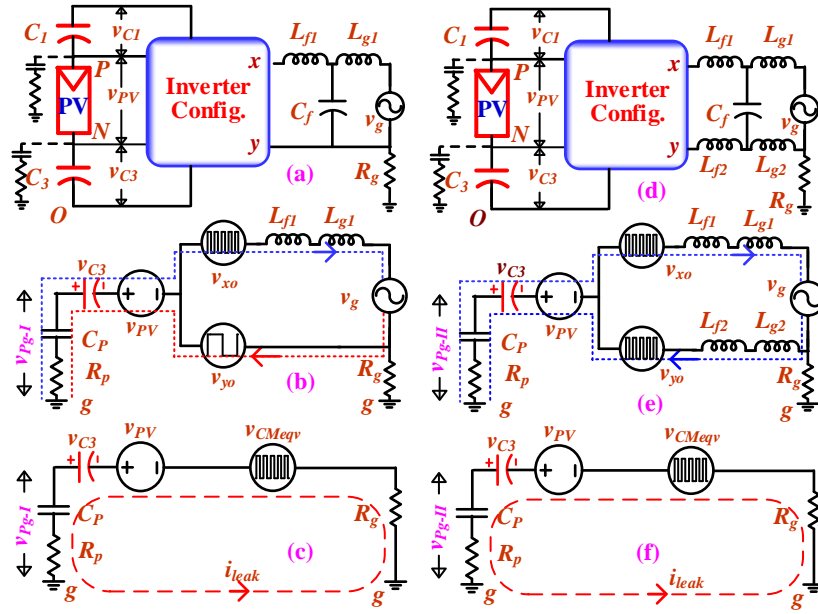 C1
vC1
P
PV
vPV
N
C3
vC3
O
Inverter
Config.
x
y
Lf1
Lg1
Cf
vg
Rg
(a)
C1
vC1
P
PV
vPV
N
C3
vC3
O
Inverter
Config.
x
y
Lf1
Lg1
Cf
vg
Lf2
Lg2
Rg
(d)
vPg-I
vC3
CP
Rp
g
vPV
vxo
vyo
Lf1
Lg1
vg
Rg
g
(b)
vPg-II
vC3
CP
Rp
g
vPV
vxo
vyo
Lf1
Lg1
Lf2
Lg2
vg
Rg
g
(e)
vPg-I
vC3
vPV
vCMeqv
CP
Rp
Rg
g
ileak
g
(c)
vPg-II
vC3
vPV
vCMeqv
CP
Rp
Rg
g
ileak
g
(f)